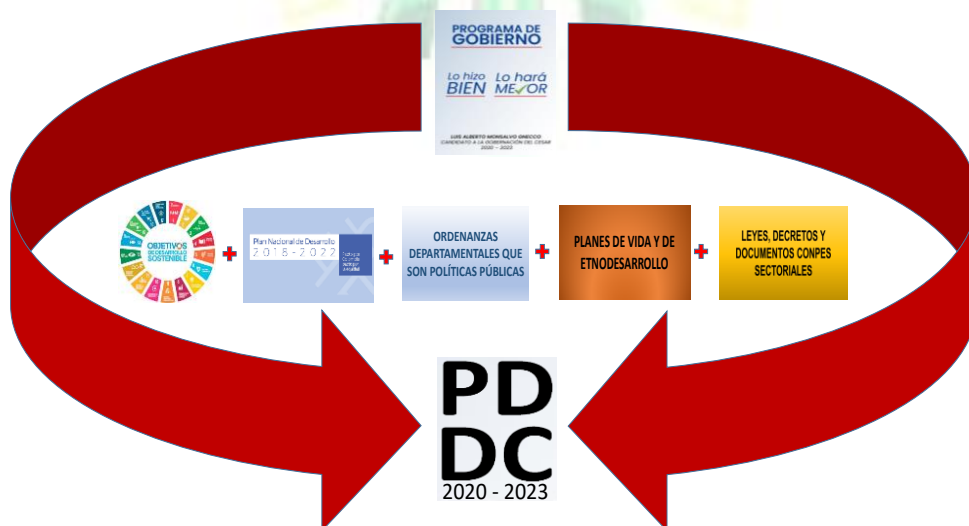 PROGRAMA DE
GOBIERNO
Lo hizo Lo hará
BIEN MEJOR
LUIS ALBERTO MONSALVO GNECCO
CANDIDATO A LA GOBERNACIÓN DEL CESAR
2020 - 2023
OBJETIVOS
DE DESARROLLO
SOSTENIBLE
Plan Nacional de Desarrollo
2018-2022
ORDENANZAS
DEPARTAMENTALES QUE
SON POLÍTICAS PÚBLICAS
PLANES DE VIDA Y DE
ETNODESARROLLO
LEYES, DECRETOS Y
DOCUMENTOS CONPES
SECTORIALES
PD
DC
2020 - 2023